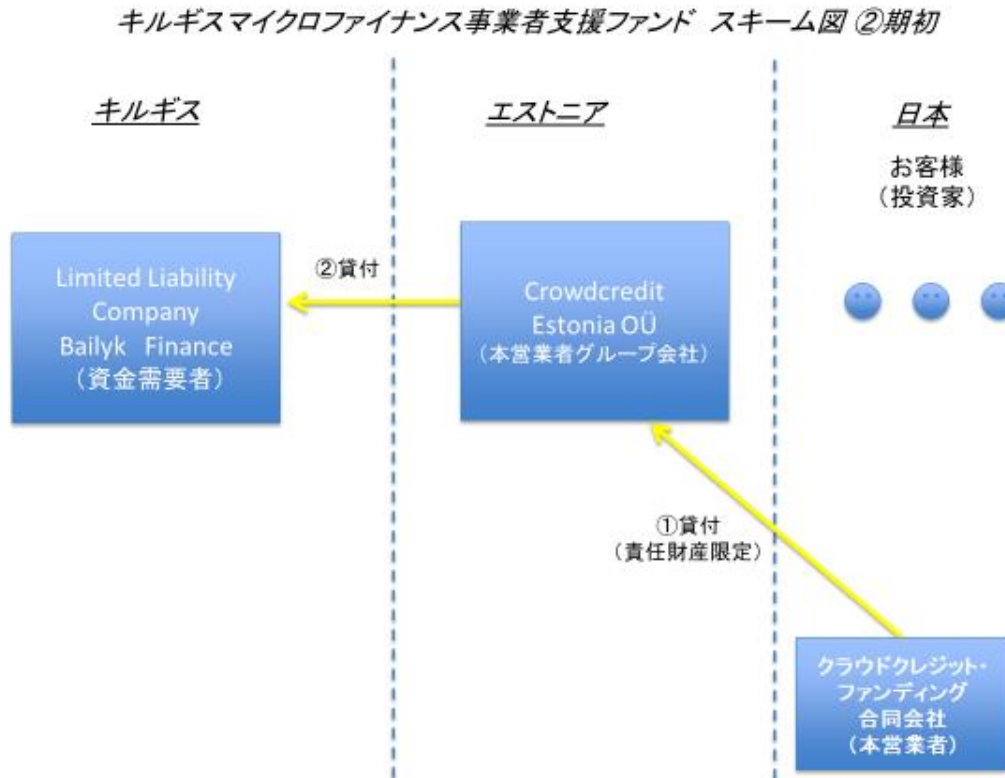 キルギスマイクロファイナンス事業者支援ファンド スキーム図 ②期初
キルギス
エストニア
日本
お客様
（投資家）
Limited Liability
Company
Bailyk Finance
（資金需要者）
②貸付
Crowdcredit
Estonia OÜ
（本営業者グループ会社）
①貸付
（責任財産限定）
クラウドクレジット・
ファンディング
合同会社
（本営業者）